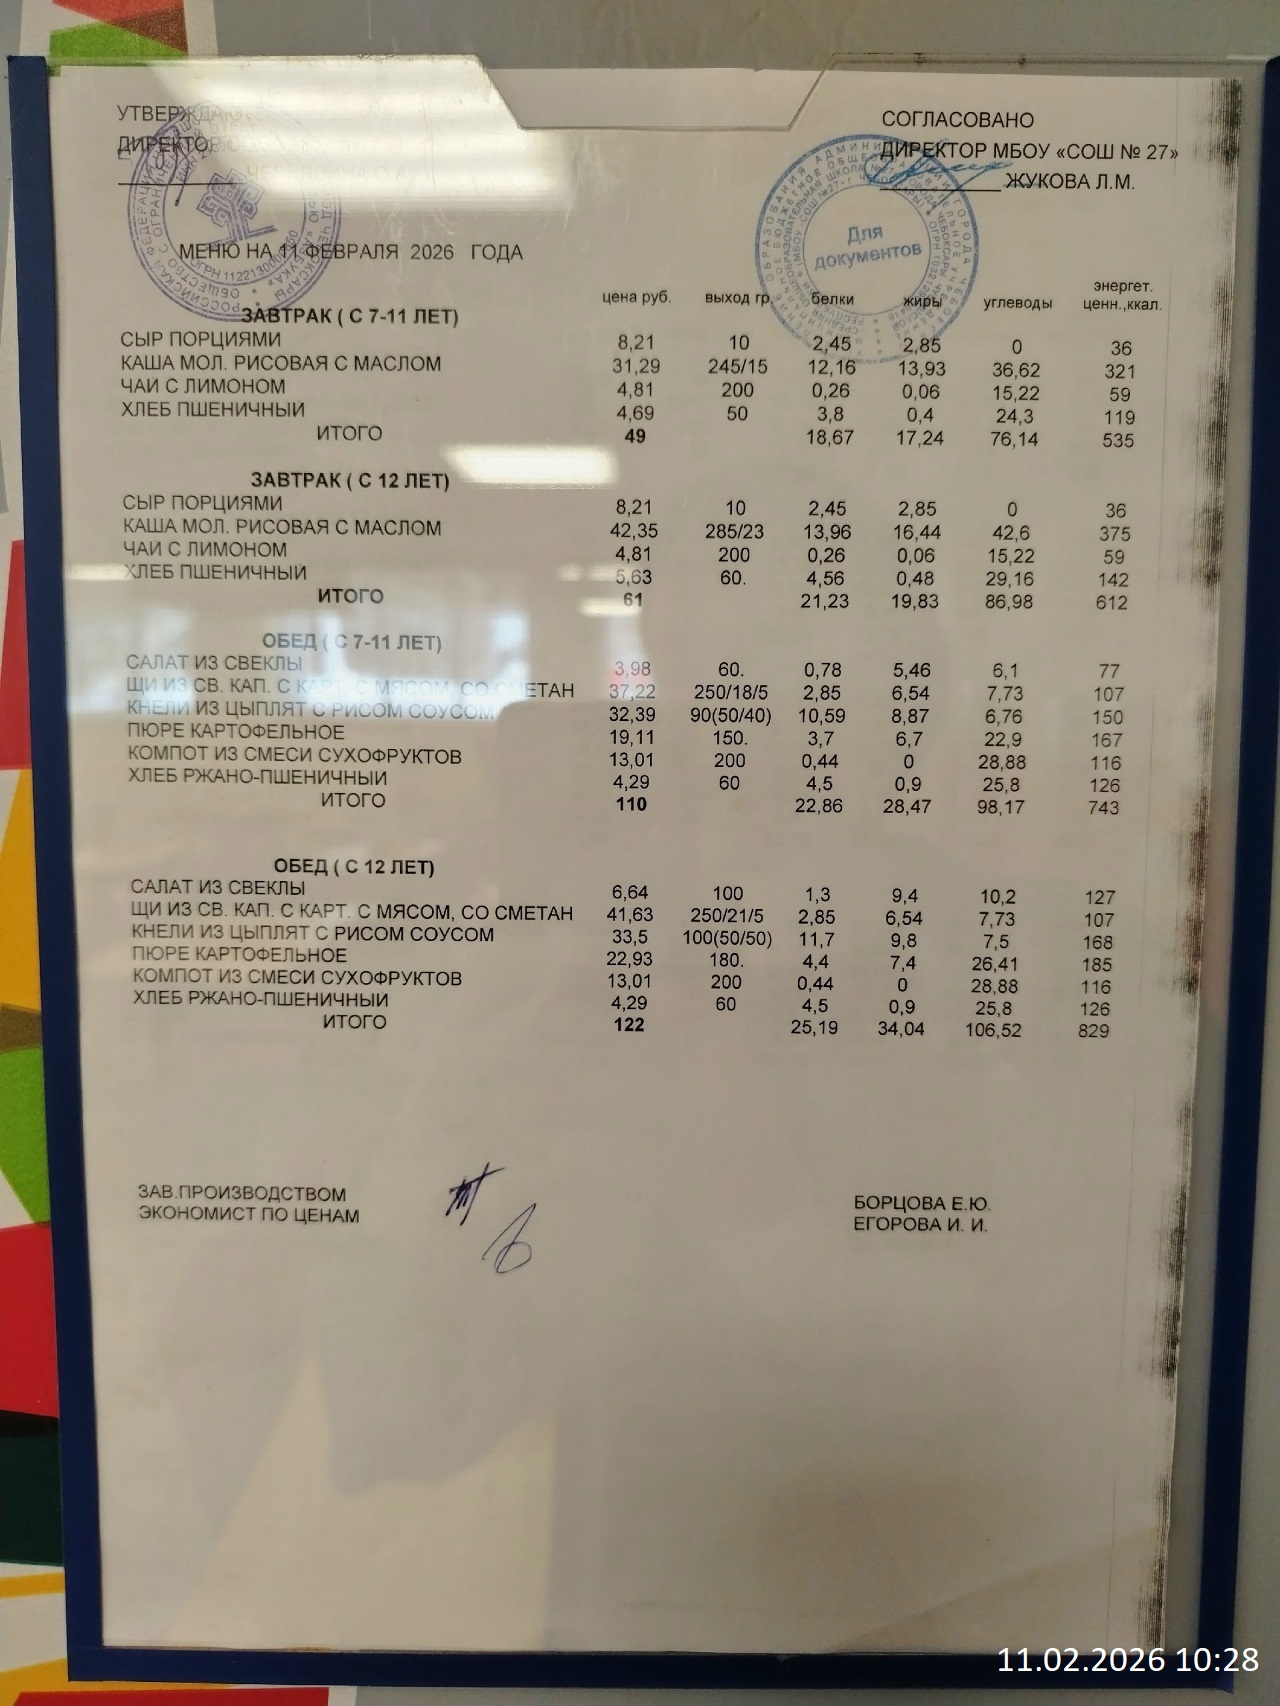 УТВЕРЖДАЮ
ДИРЕКТОР
СОГЛАСОВАНО
ДИРЕКТОР МБОУ «СОШ № 27»
ЖУКОВА Л.М.
Для
документов
МЕНЮ НА 11 ФЕВРАЛЯ 2026 ГОДА
цена руб. выход гр. белки жиры углеводы энергет. ценн.,ккал.
ЗАВТРАК ( С 7-11 ЛЕТ)
СЫР ПОРЦИЯМИ 8,21 10 2,45 2,85 0 36
КАША МОЛ. РИСОВАЯ С МАСЛОМ 31,29 245/15 12,16 13,93 36,62 321
ЧАЙ С ЛИМОНОМ 4,81 200 0,26 0,06 15,22 59
ХЛЕБ ПШЕНИЧНЫЙ 4,69 50 3,8 0,4 24,3 119
ИТОГО 49 18,67 17,24 76,14 535
ЗАВТРАК ( С 12 ЛЕТ)
СЫР ПОРЦИЯМИ 8,21 10 2,45 2,85 0 36
КАША МОЛ. РИСОВАЯ С МАСЛОМ 42,35 285/23 13,96 16,44 42,6 375
ЧАЙ С ЛИМОНОМ 4,81 200 0,26 0,06 15,22 59
ХЛЕБ ПШЕНИЧНЫЙ 5,63 60. 4,56 0,48 29,16 142
ИТОГО 61 21,23 19,83 86,98 612
ОБЕД ( С 7-11 ЛЕТ)
САЛАТ ИЗ СВЕКЛЫ 3,98 60. 0,78 5,46 6,1 77
ЩИ ИЗ СВ. КАП. С КАРТ. С МЯСОМ, СО СМЕТАН 37,22 250/18/5 2,85 6,54 7,73 107
КНЕЛИ ИЗ ЦЫПЛЯТ С РИСОМ СОУСОМ 32,39 90(50/40) 10,59 8,87 6,76 150
ПЮРЕ КАРТОФЕЛЬНОЕ 19,11 150. 3,7 6,7 22,9 167
КОМПОТ ИЗ СМЕСИ СУХОФРУКТОВ 13,01 200 0,44 0 28,88 116
ХЛЕБ РЖАНО-ПШЕНИЧНЫЙ 4,29 60 4,5 0,9 25,8 126
ИТОГО 110 22,86 28,47 98,17 743
ОБЕД ( С 12 ЛЕТ)
САЛАТ ИЗ СВЕКЛЫ 6,64 100 1,3 9,4 10,2 127
ЩИ ИЗ СВ. КАП. С КАРТ. С МЯСОМ, СО СМЕТАН 41,63 250/21/5 2,85 6,54 7,73 107
КНЕЛИ ИЗ ЦЫПЛЯТ С РИСОМ СОУСОМ 33,5 100(50/50) 11,7 9,8 7,5 168
ПЮРЕ КАРТОФЕЛЬНОЕ 22,93 180. 4,4 7,4 26,41 185
КОМПОТ ИЗ СМЕСИ СУХОФРУКТОВ 13,01 200 0,44 0 28,88 116
ХЛЕБ РЖАНО-ПШЕНИЧНЫЙ 4,29 60 4,5 0,9 25,8 126
ИТОГО 122 25,19 34,04 106,52 829
ЗАВ.ПРОИЗВОДСТВОМ БОРЦОВА Е.Ю.
ЭКОНОМИСТ ПО ЦЕНАМ ЕГОРОВА И. И.
11.02.2026 10:28